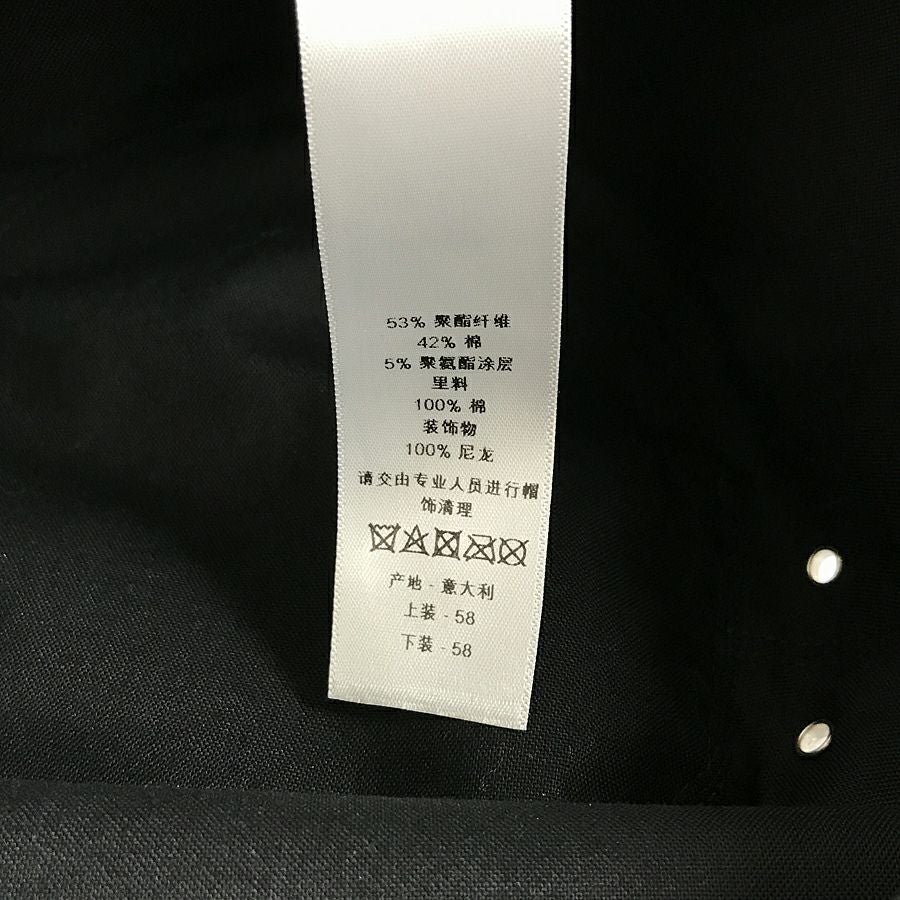 53% 聚酯纤维
42% 棉
5% 聚氨酯涂层
里料
100% 棉
装饰物
100% 尼龙
请交由专业人员进行帽
饰清理
产地 - 意大利
上装 - 58
下装 - 58